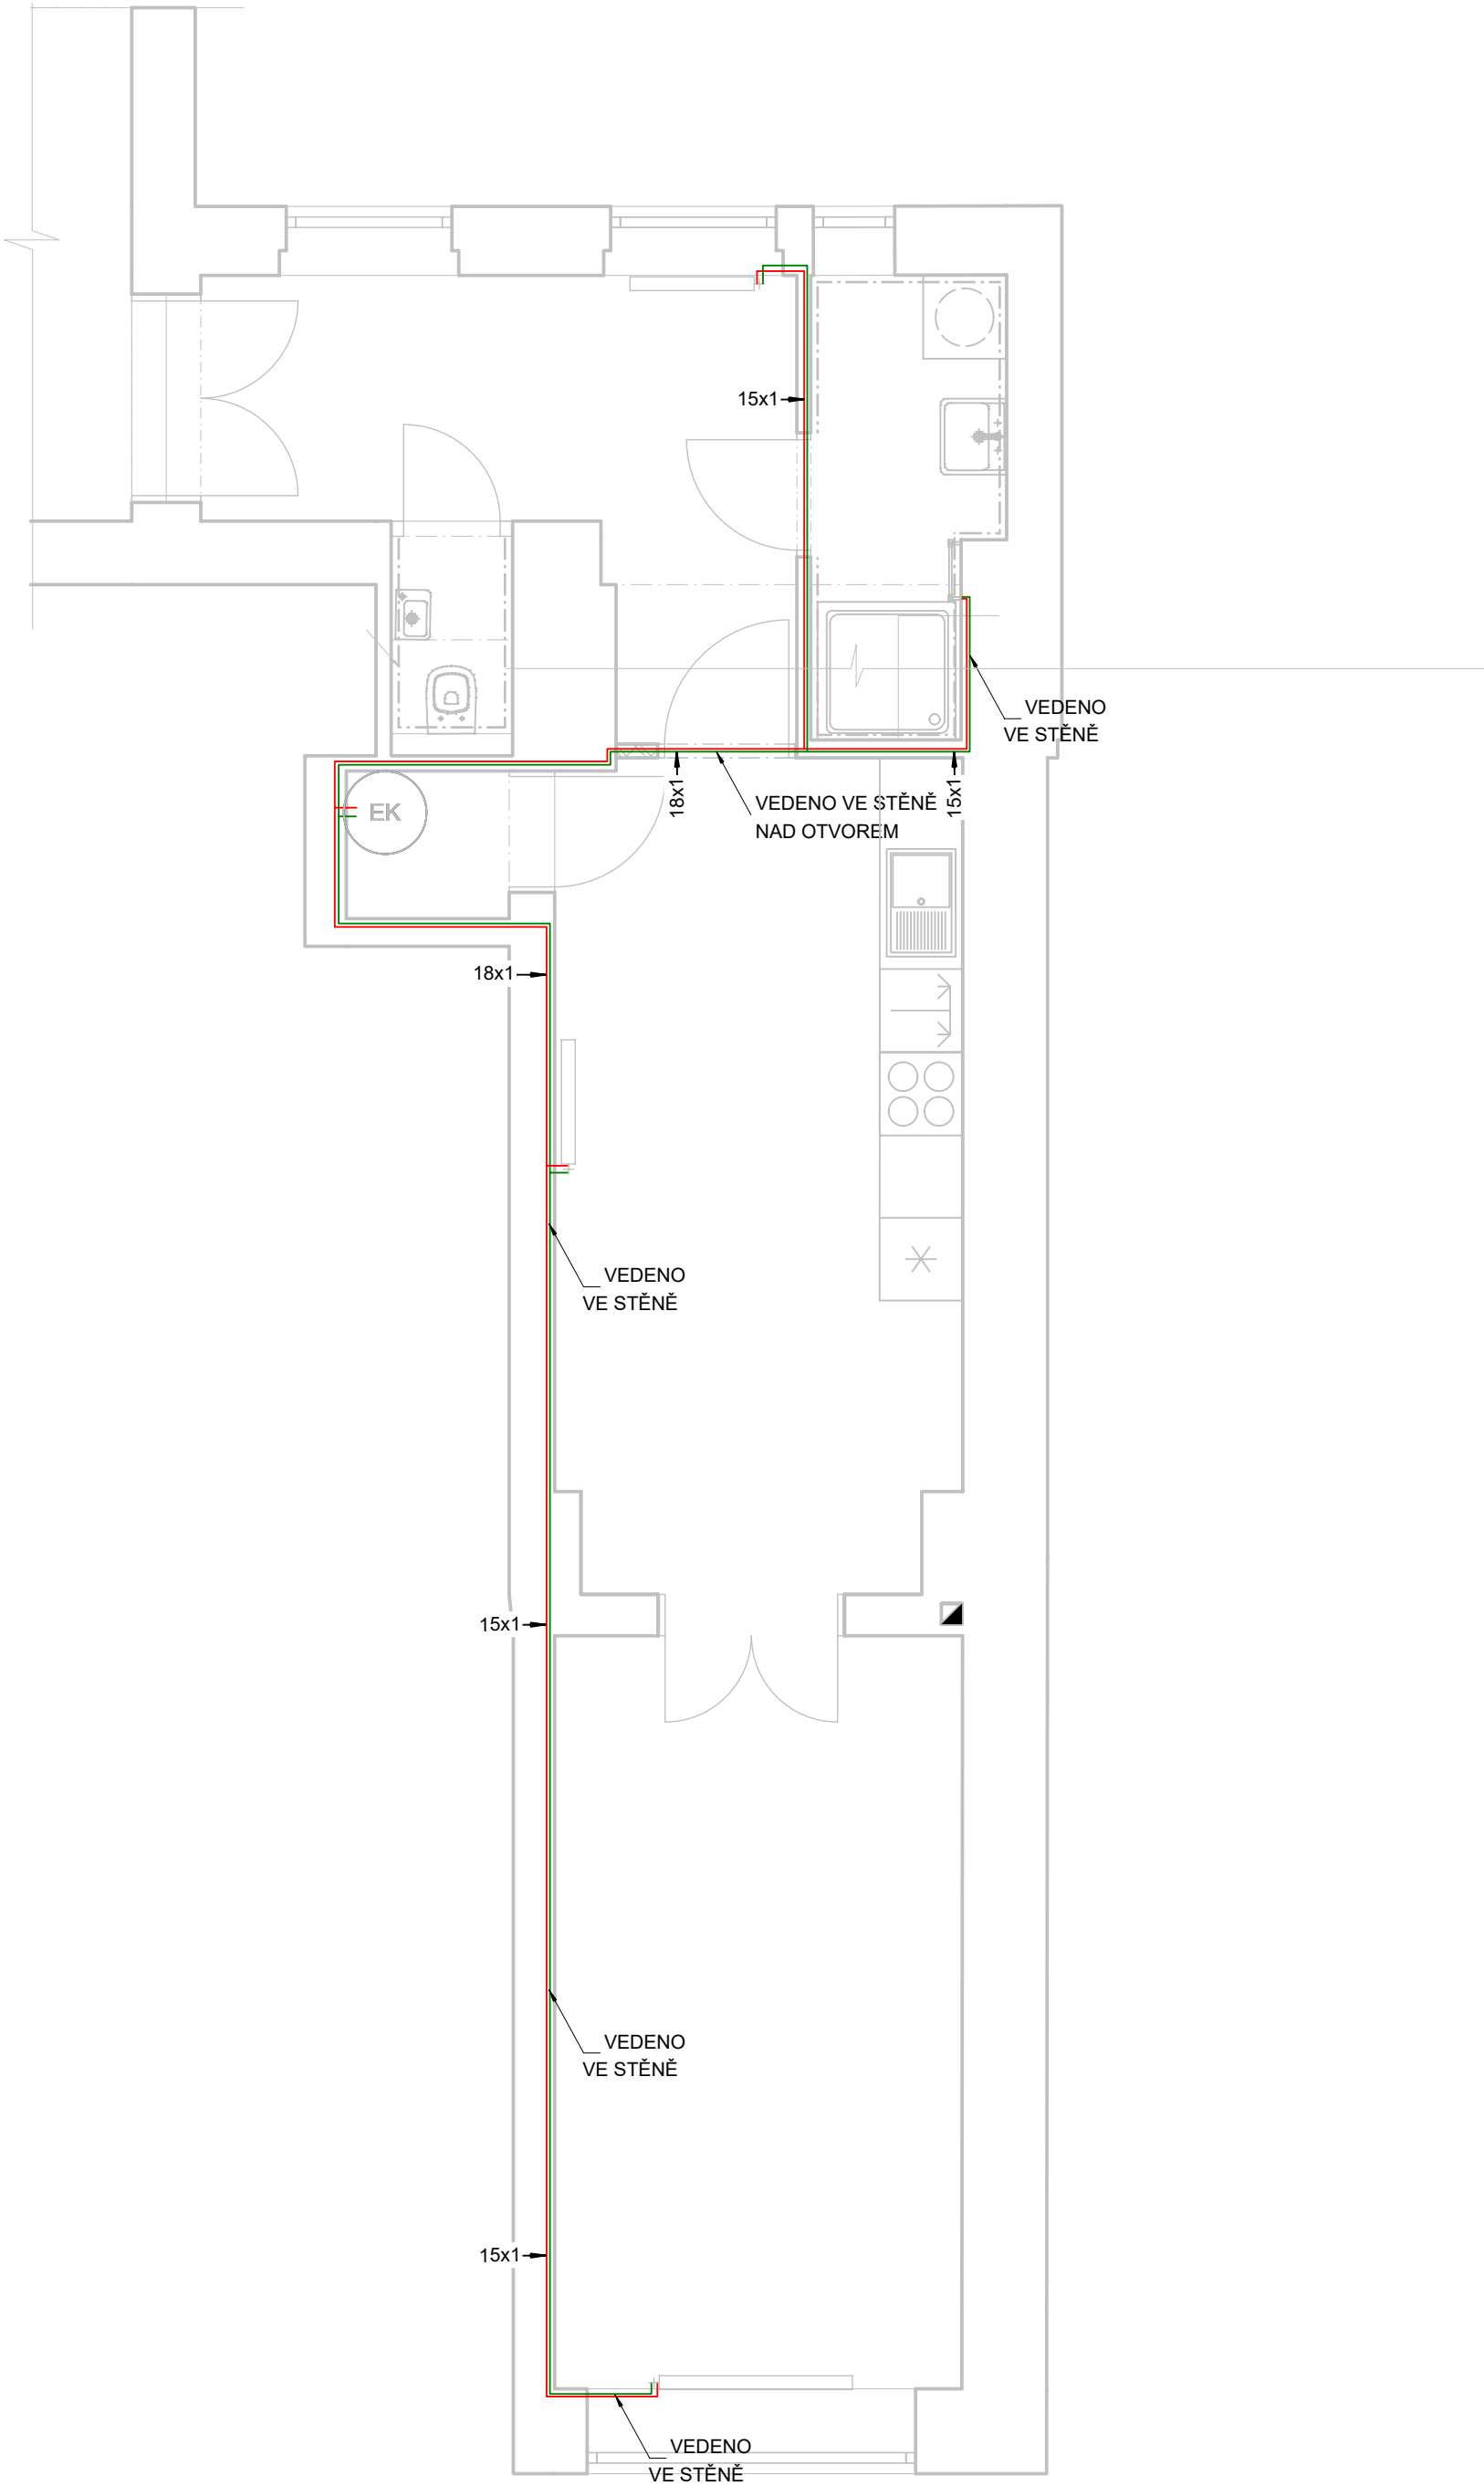 15x1
VEDENO
VE STĚNĚ
18x1
VEDENO VE STĚNĚ
NAD OTVOREM
15x1
EK
18x1
VEDENO
VE STĚNĚ
15x1
VEDENO
VE STĚNĚ
15x1
VEDENO
VE STĚNĚ